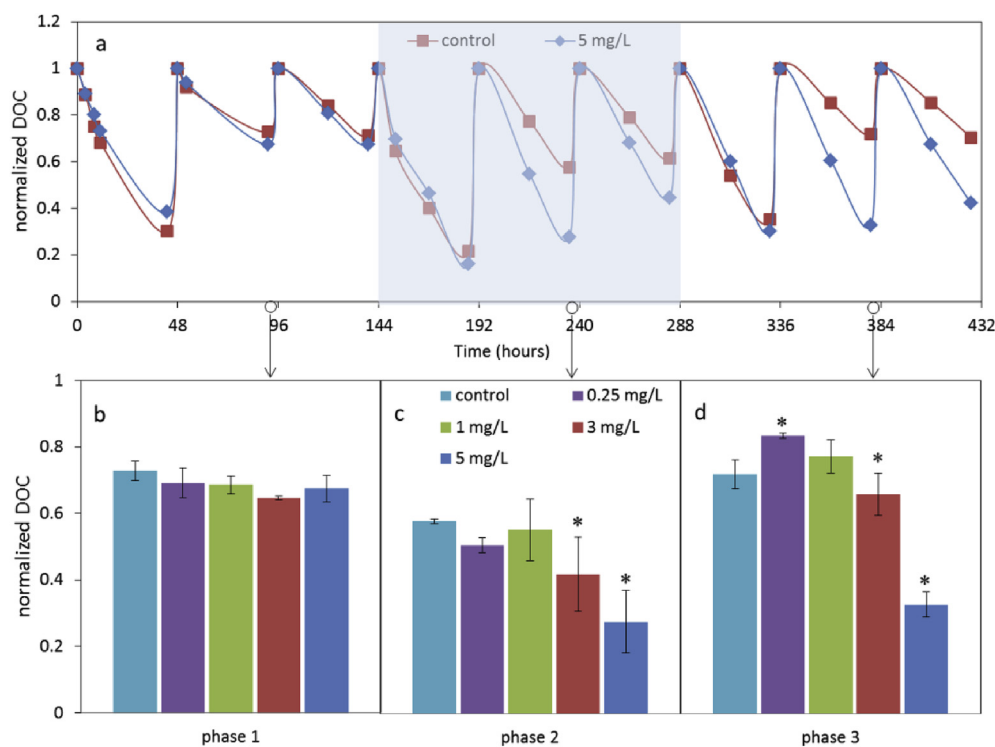 1.2
1
0.8
0.6
0.4
0.2
0
normalized DOC
a
control
5 mg/L
0 48 96 144 192 240 288 336 384 432
Time (hours)
1
0.8
0.6
0.4
0.2
0
normalized DOC
b
c
control
0.25 mg/L
1 mg/L
3 mg/L
5 mg/L
* *
d
* * *
phase 1
phase 2
phase 3